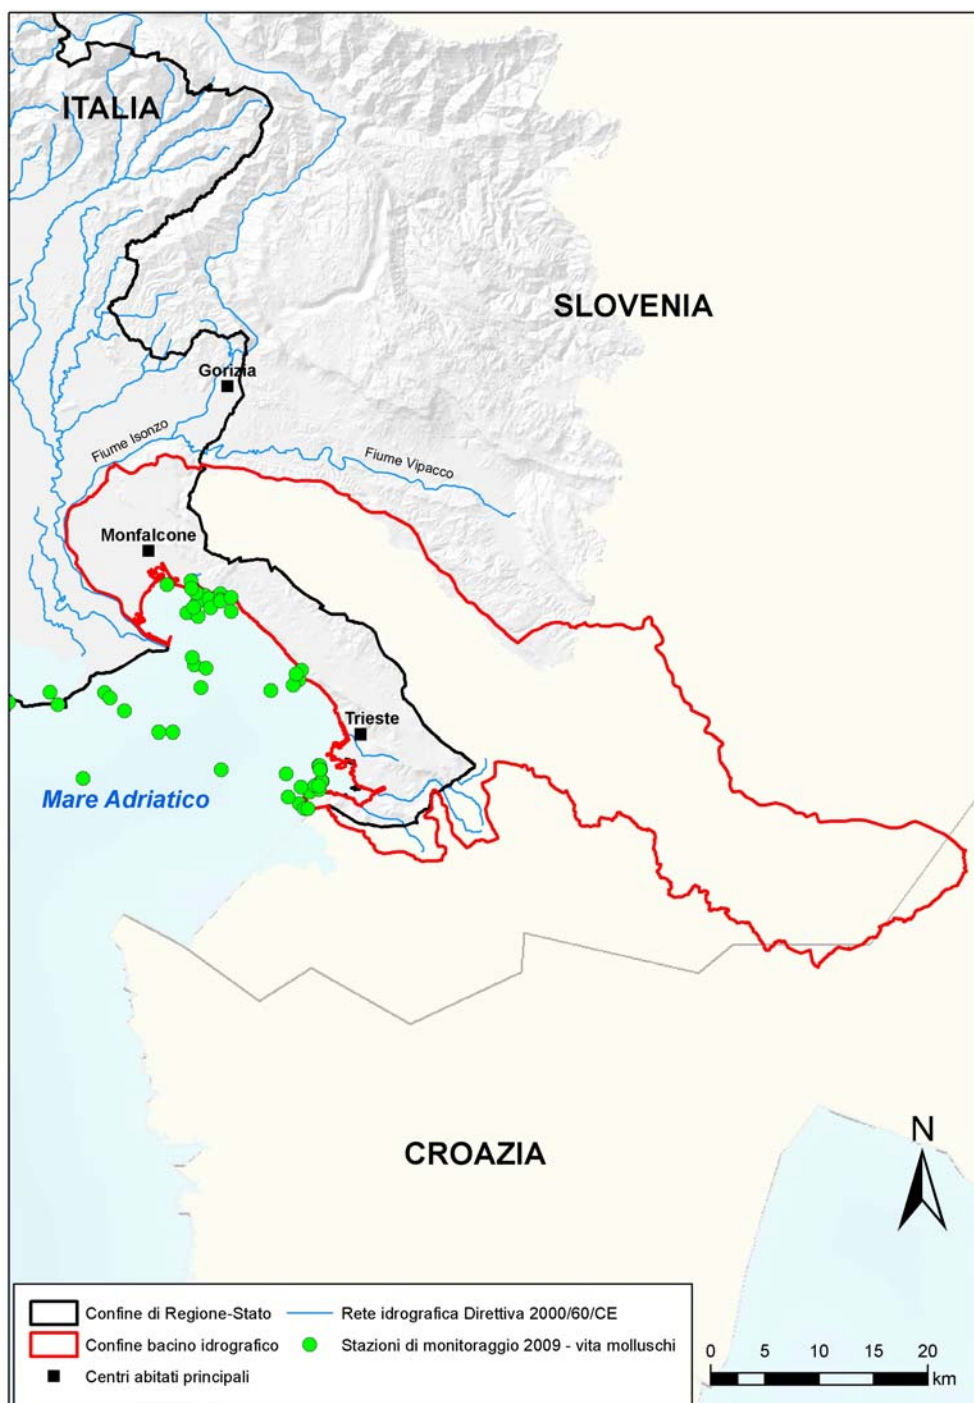 ITALIA
SLOVENIA
Gorizia
Fiume Isonzo
Fiume Vipacco
Monfalcone
Trieste
Mare Adriatico
CROAZIA
N
Confine di Regione-Stato
Rete idrografica Direttiva 2000/60/CE
Confine bacino idrografico
Stazioni di monitoraggio 2009 - vita molluschi
Centri abitati principali
0 5 10 15 20
km